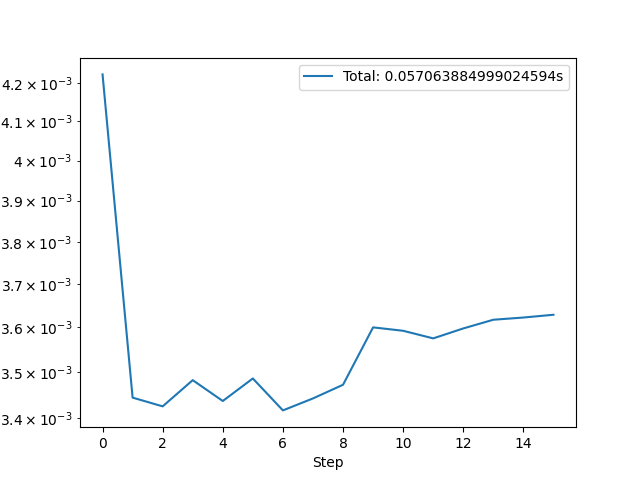 Total: 0.057063884999024594s
4.2 × 10⁻³
4.1 × 10⁻³
4 × 10⁻³
3.9 × 10⁻³
3.8 × 10⁻³
3.7 × 10⁻³
3.6 × 10⁻³
3.5 × 10⁻³
3.4 × 10⁻³
0 2 4 6 8 10 12 14
Step